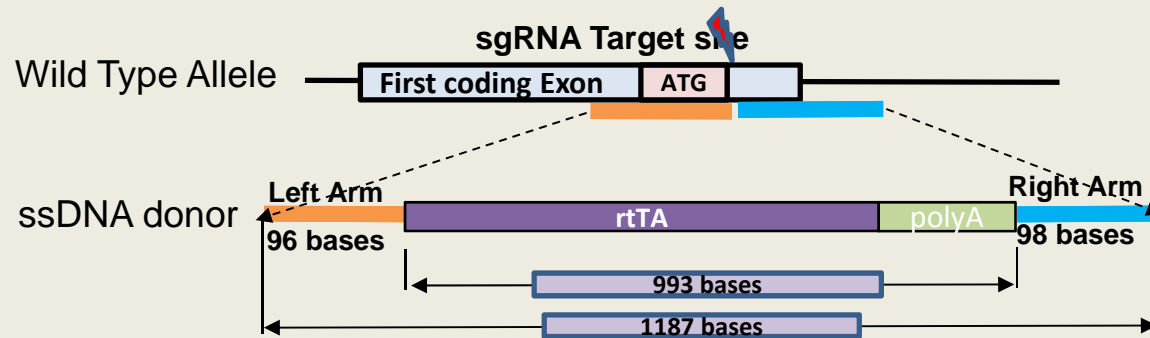 sgRNA Target site
Wild Type Allele
First coding Exon
ATG
Left Arm
Right Arm
ssDNA donor
rtTA
polyA
96 bases
98 bases
993 bases
1187 bases